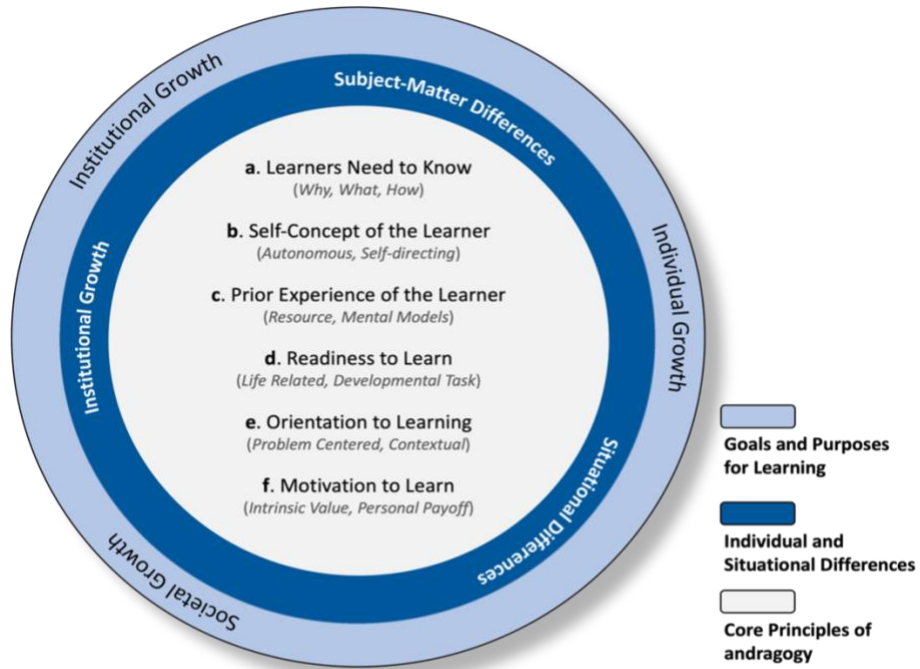 Institutional Growth
Subject-Matter Differences
a. Learners Need to Know
(Why, What, How)
b. Self-Concept of the Learner
(Autonomous, Self-directing)
c. Prior Experience of the Learner
(Resource, Mental Models)
d. Readiness to Learn
(Life Related, Developmental Task)
e. Orientation to Learning
(Problem Centered, Contextual)
f. Motivation to Learn
(Intrinsic Value, Personal Payoff)
Institutional Growth
Individual Growth
Situational Differences
Societal Growth
Goals and Purposes
for Learning
Individual and
Situational Differences
Core Principles of
andragogy